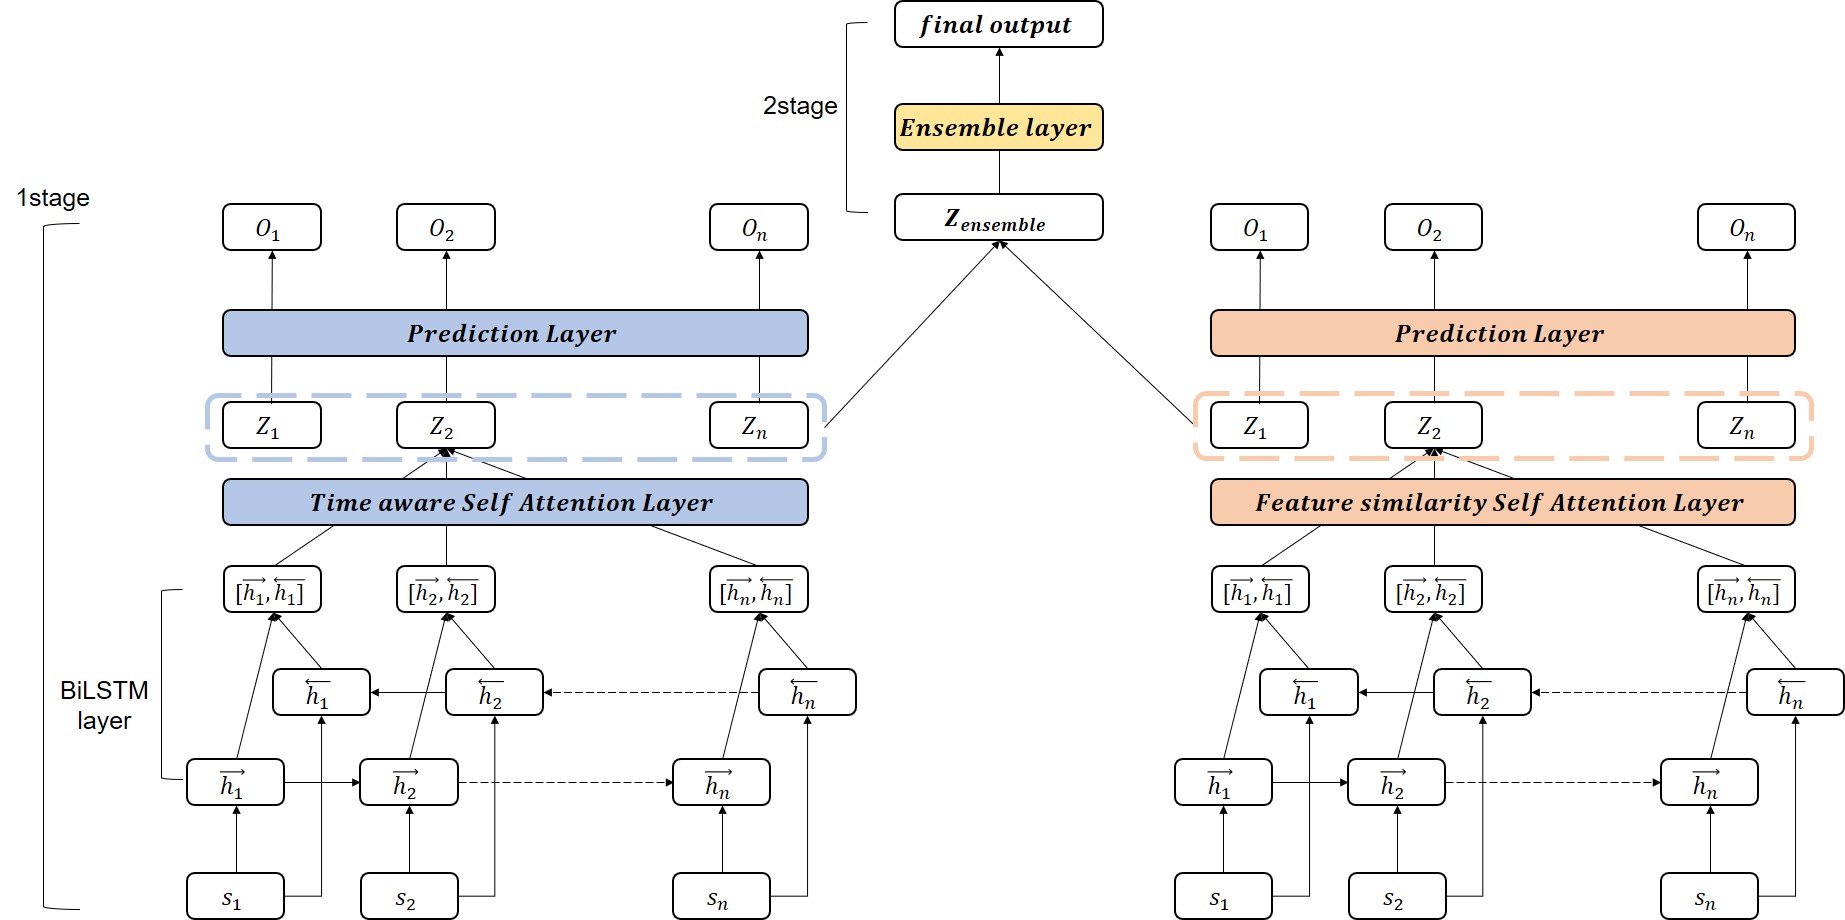 final output
2stage
Ensemble layer
1stage
Z_ensemble
O_1 O_2 O_n
O_1 O_2 O_n
Prediction Layer
Prediction Layer
Z_1 Z_2 Z_n
Z_1 Z_2 Z_n
Time aware Self Attention Layer
Feature similarity Self Attention Layer
[\overrightarrow{h_1}, \overleftarrow{h_1}] [\overrightarrow{h_2}, \overleftarrow{h_2}] [\overrightarrow{h_n}, \overleftarrow{h_n}]
[\overrightarrow{h_1}, \overleftarrow{h_1}] [\overrightarrow{h_2}, \overleftarrow{h_2}] [\overrightarrow{h_n}, \overleftarrow{h_n}]
BiLSTM
layer
\overleftarrow{h_1} \overleftarrow{h_2} \overleftarrow{h_n}
\overleftarrow{h_1} \overleftarrow{h_2} \overleftarrow{h_n}
\overrightarrow{h_1} \overrightarrow{h_2} \overrightarrow{h_n}
\overrightarrow{h_1} \overrightarrow{h_2} \overrightarrow{h_n}
s_1 s_2 s_n
s_1 s_2 s_n